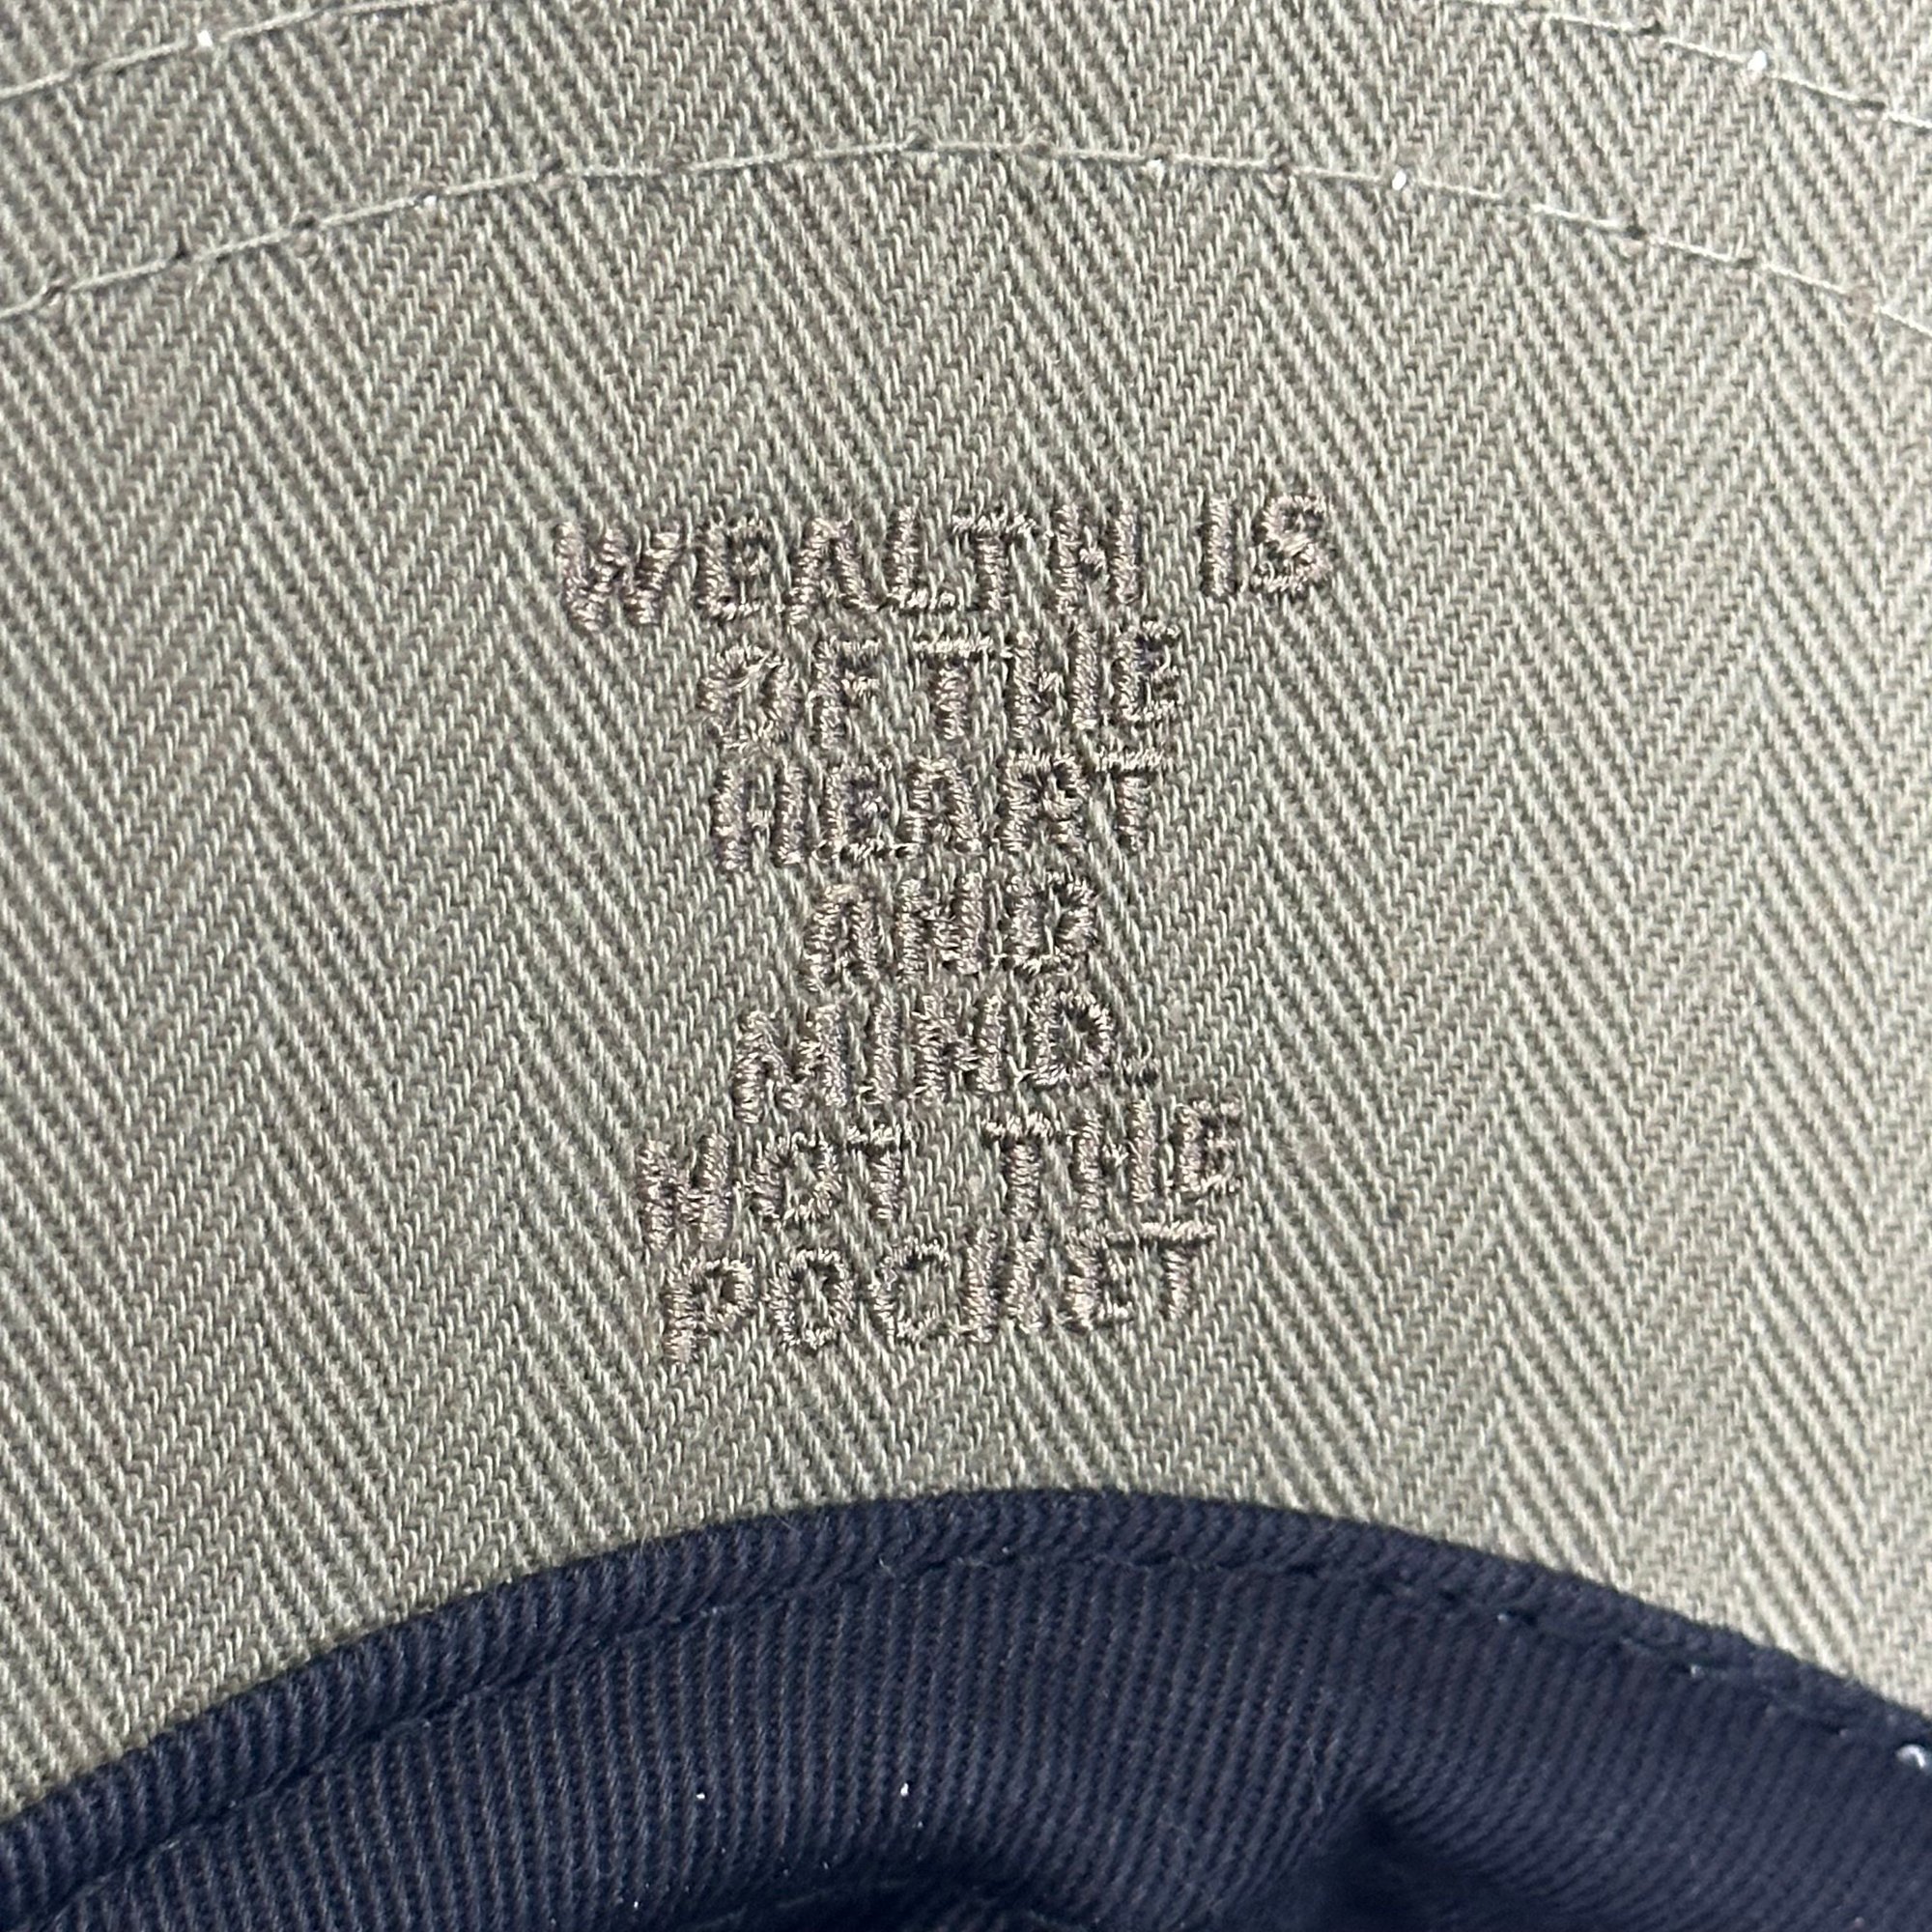 WEALTH IS
OF THE
HEART
AND
MIND.
NOT THE
POCKET